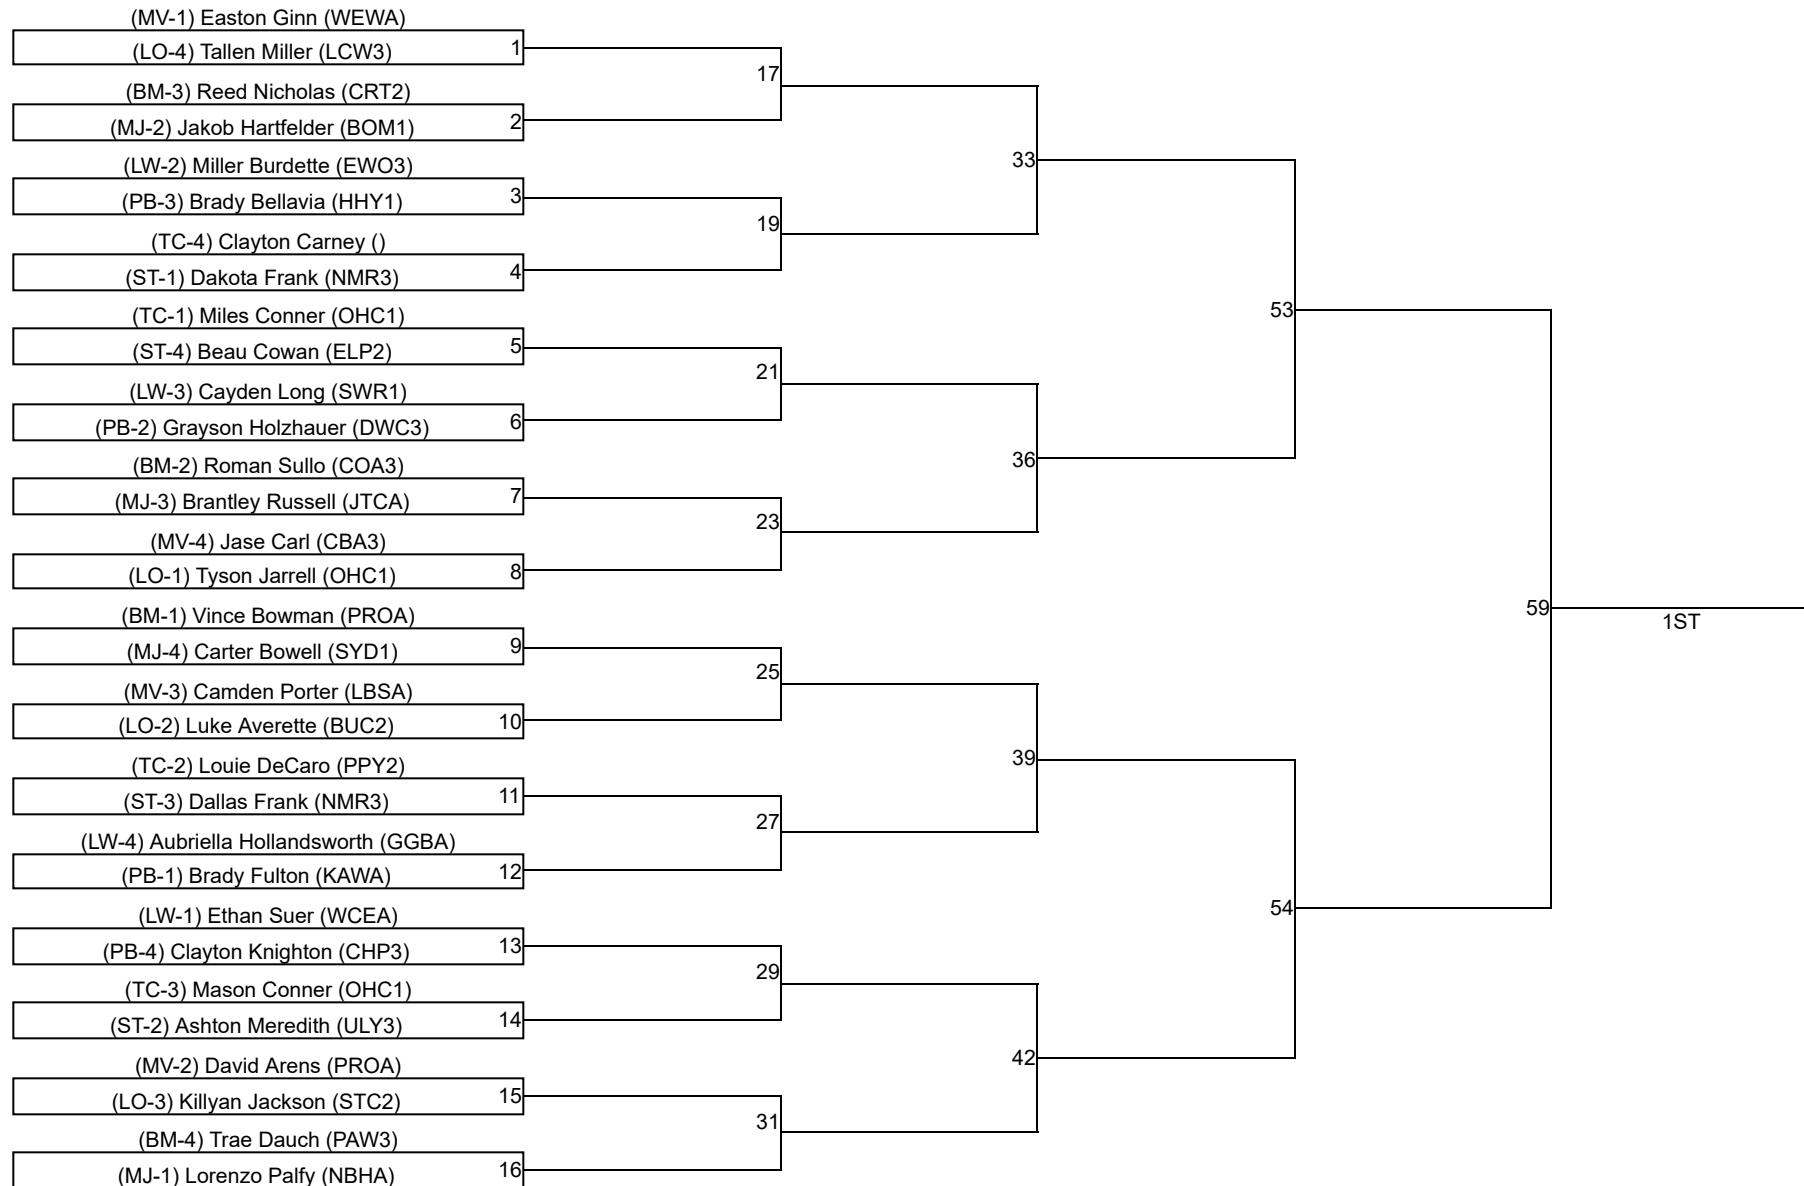 (MV-1) Easton Ginn (WEWA)
(LO-4) Tallen Miller (LCW3) 1
17
(BM-3) Reed Nicholas (CRT2)
(MJ-2) Jakob Hartfelder (BOM1) 2
33
(LW-2) Miller Burdette (EWO3)
(PB-3) Brady Bellavia (HHY1) 3
19
(TC-4) Clayton Carney ()
(ST-1) Dakota Frank (NMR3) 4
53
(TC-1) Miles Conner (OHC1)
(ST-4) Beau Cowan (ELP2) 5
21
(LW-3) Cayden Long (SWR1)
(PB-2) Grayson Holzhauer (DWC3) 6
36
(BM-2) Roman Sullo (COA3)
(MJ-3) Brantley Russell (JTCA) 7
23
(MV-4) Jase Carl (CBA3)
(LO-1) Tyson Jarrell (OHC1) 8
59
1ST
(BM-1) Vince Bowman (PROA)
(MJ-4) Carter Bowell (SYD1) 9
25
(MV-3) Camden Porter (LBSA)
(LO-2) Luke Averette (BUC2) 10
39
(TC-2) Louie DeCaro (PPY2)
(ST-3) Dallas Frank (NMR3) 11
27
(LW-4) Aubriella Hollandsworth (GGBA)
(PB-1) Brady Fulton (KAWA) 12
54
(LW-1) Ethan Suer (WCEA)
(PB-4) Clayton Knighton (CHP3) 13
29
(TC-3) Mason Conner (OHC1)
(ST-2) Ashton Meredith (ULY3) 14
42
(MV-2) David Arens (PROA)
(LO-3) Killyan Jackson (STC2) 15
31
(BM-4) Trae Dauch (PAW3)
(MJ-1) Lorenzo Palfy (NBHA) 16